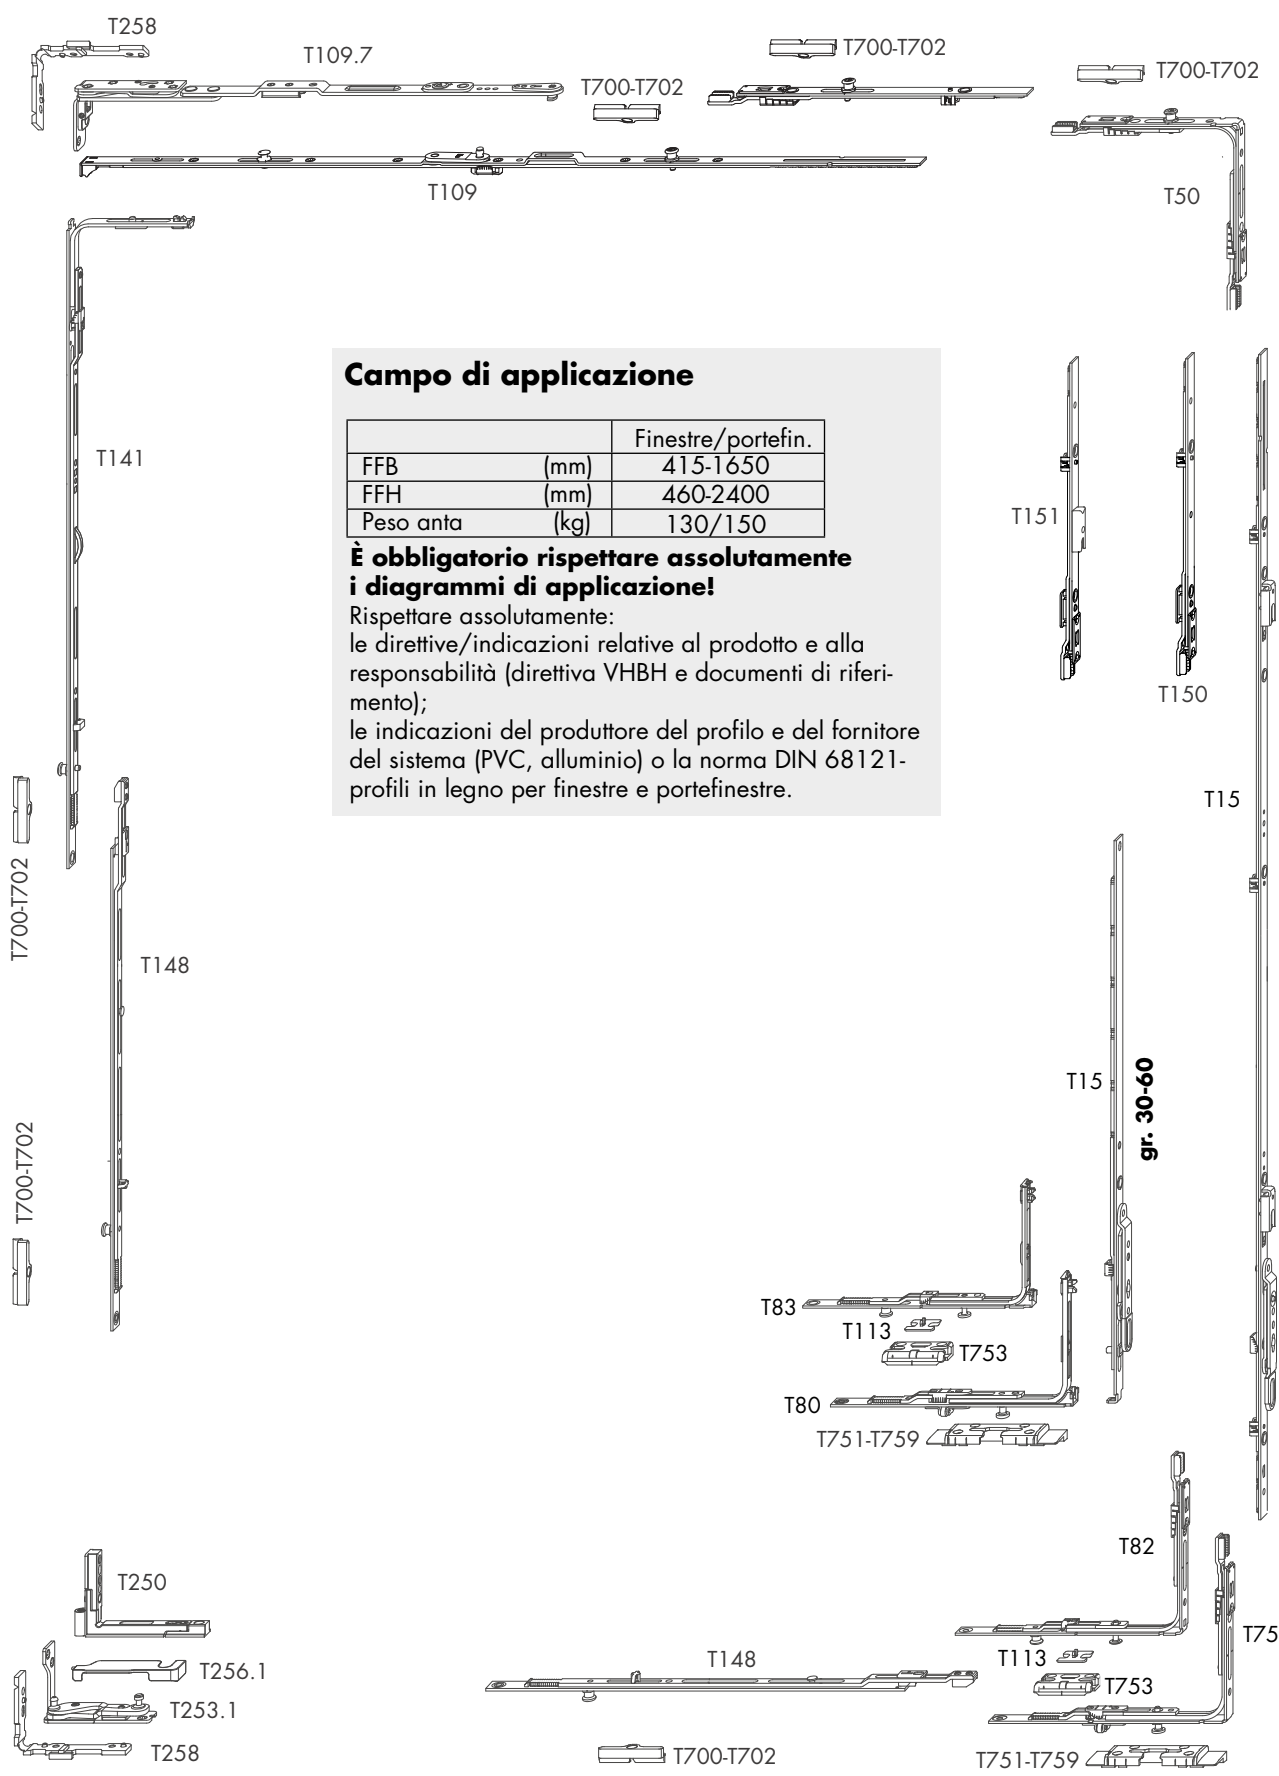 T258
T109.7
T700-T702
T700-T702
T700-T702
T109
T50
Campo di applicazione
Finestre/portefin.
FFB (mm) 415-1650
FFH (mm) 460-2400
Peso anta (kg) 130/150
È obbligatorio rispettare assolutamente
i diagrammi di applicazione!
Rispettare assolutamente:
le direttive/indicazioni relative al prodotto e alla
responsabilità (direttiva VHBH e documenti di riferi-
mento);
le indicazioni del produttore del profilo e del fornitore
del sistema (PVC, alluminio) o la norma DIN 68121-
profili in legno per finestre e portefinestre.
T141
T151
T150
T15
T700-T702
T148
T15
gr. 30-60
T700-T702
T83
T113
T753
T80
T751-T759
T82
T250
T75
T256.1
T148
T113
T753
T253.1
T258
T700-T702
T751-T759